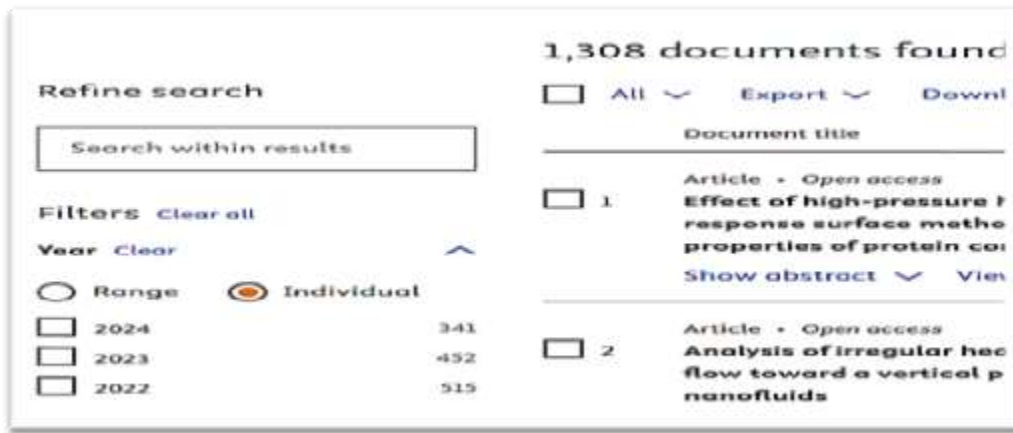 Refine search
Search within results
Filters Clear all
Year Clear
Range Individual
2024 341
2023 452
2022 515
1,308 documents found
All Export Downl
Document title
Article • Open access
1 Effect of high-pressure h
response surface metho
properties of protein co
Show abstract View
Article • Open access
2 Analysis of irregular hea
flow toward a vertical p
nanofluids